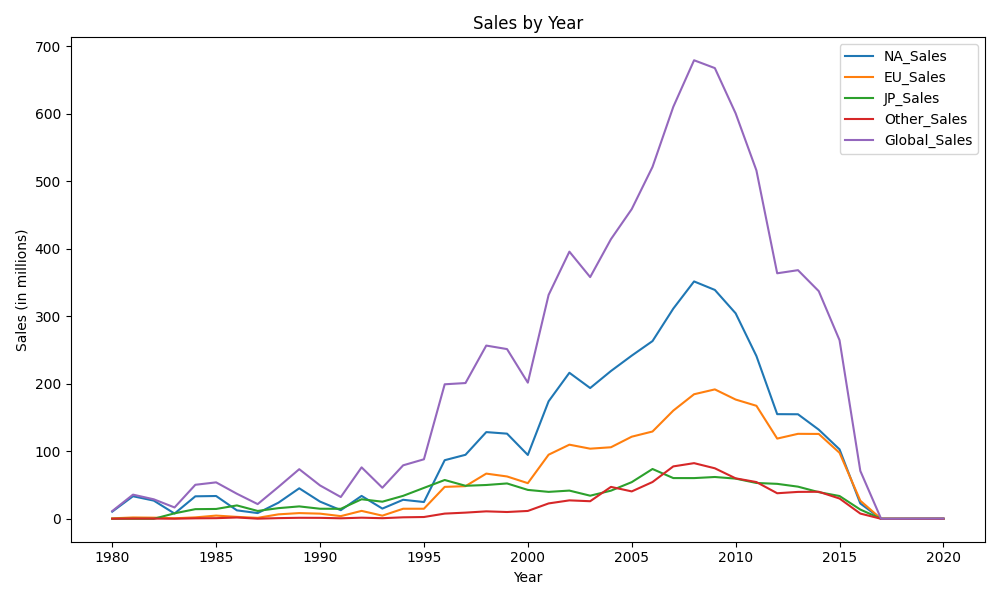 Sales by Year
NA_Sales
EU_Sales
JP_Sales
Other_Sales
Global_Sales
Sales (in millions)
700
600
500
400
300
200
100
0
1980 1985 1990 1995 2000 2005 2010 2015 2020
Year